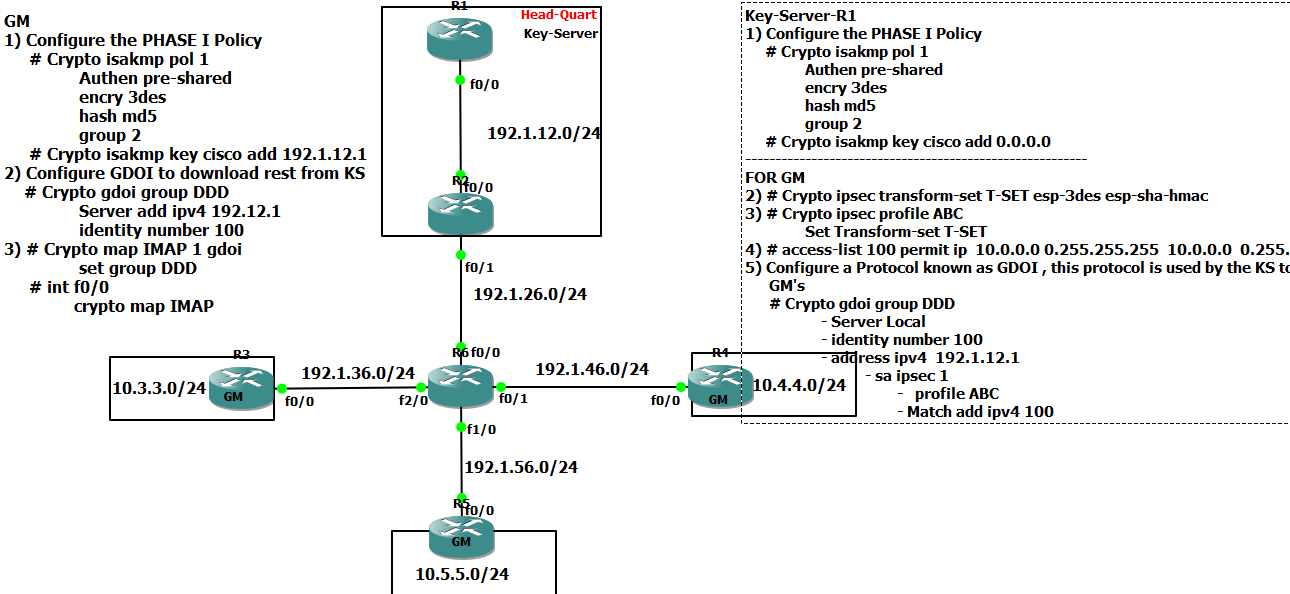 GM
1) Configure the PHASE I Policy
# Crypto isakmp pol 1
Authen pre-shared
encry 3des
hash md5
group 2
# Crypto isakmp key cisco add 192.1.12.1
2) Configure GDOI to download rest from KS
# Crypto gdoi group DDD
Server add ipv4 192.12.1
identity number 100
3) # Crypto map IMAP 1 gdoi
set group DDD
# int f0/0
crypto map IMAP
R1
Head-Quart
Key-Server
f0/0
192.1.12.0/24
R2
f0/0
f0/1
192.1.26.0/24
R6
f0/0
R3
10.3.3.0/24
GM
f0/0
192.1.36.0/24
f2/0
f0/1
192.1.46.0/24
f0/0
R4
GM
10.4.4.0/24
f1/0
192.1.56.0/24
R5
f0/0
GM
10.5.5.0/24
Key-Server-R1
1) Configure the PHASE I Policy
# Crypto isakmp pol 1
Authen pre-shared
encry 3des
hash md5
group 2
# Crypto isakmp key cisco add 0.0.0.0
---------------------------------------------------------
FOR GM
2) # Crypto ipsec transform-set T-SET esp-3des esp-sha-hmac
3) # Crypto ipsec profile ABC
Set Transform-set T-SET
4) # access-list 100 permit ip 10.0.0.0 0.255.255.255 10.0.0.0 0.255.
5) Configure a Protocol known as GDOI , this protocol is used by the KS to
GM's
# Crypto gdoi group DDD
- Server Local
- identity number 100
- address ipv4 192.1.12.1
- sa ipsec 1
- profile ABC
- Match add ipv4 100